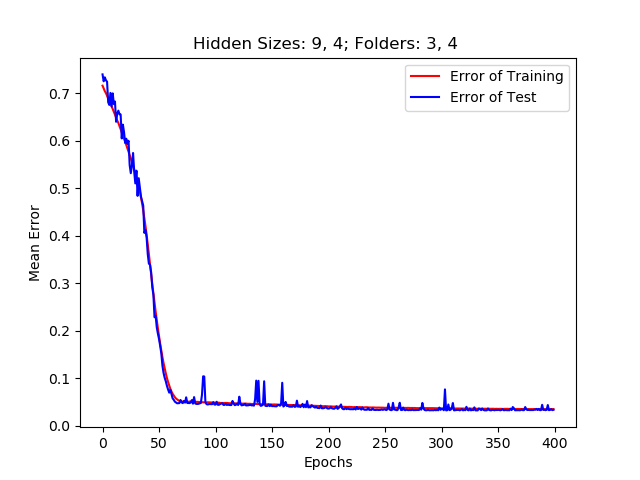 Hidden Sizes: 9, 4; Folders: 3, 4
Error of Training
Error of Test
Mean Error
0.7
0.6
0.5
0.4
0.3
0.2
0.1
0.0
0 50 100 150 200 250 300 350 400
Epochs